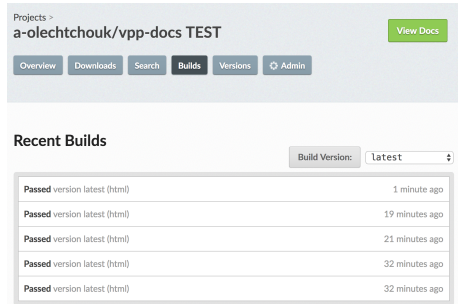 Projects >
a-olechtchouk/vpp-docs TEST
View Docs
Overview Downloads Search Builds Versions Admin
Recent Builds
Build Version: latest
Passed version latest (html) 1 minute ago
Passed version latest (html) 19 minutes ago
Passed version latest (html) 21 minutes ago
Passed version latest (html) 32 minutes ago
Passed version latest (html) 32 minutes ago